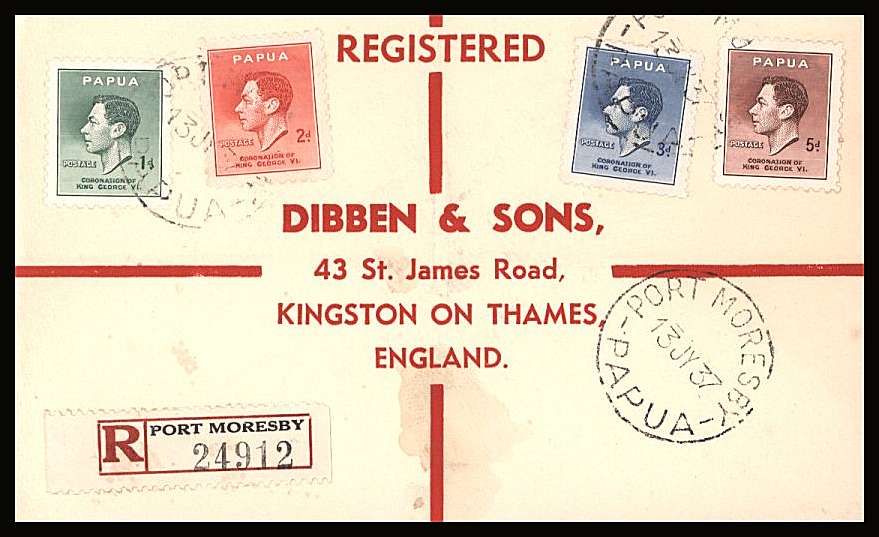 REGISTERED
PAPUA
POSTAGE
1d
CORONATION OF
KING GEORGE VI.
PAPUA
POSTAGE
2d
CORONATION OF
KING GEORGE VI.
PAPUA
POSTAGE
3d
CORONATION OF
KING GEORGE VI.
PAPUA
POSTAGE
5d
CORONATION OF
KING GEORGE VI.
DIBBEN & SONS,
43 St. James Road,
KINGSTON ON THAMES,
ENGLAND.
-PORT MORESBY-
13 JY 37
PAPUA
R PORT MORESBY
24912